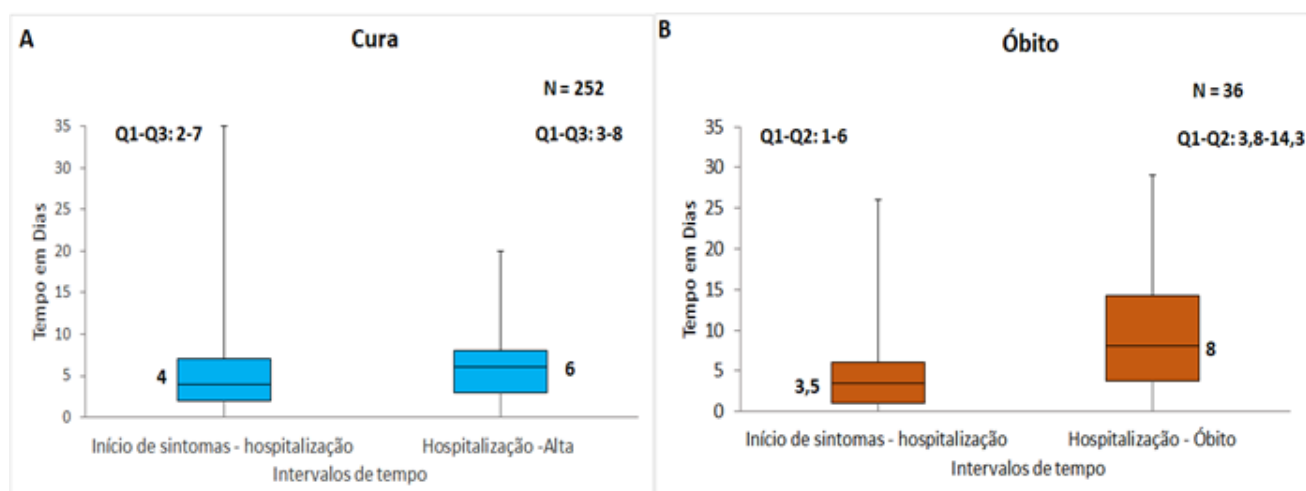 A
Cura
N = 252
Q1-Q3: 2-7
Q1-Q3: 3-8
35
30
25
20
15
10
5
0
Tempo em Dias
4
6
Início de sintomas - hospitalização
Hospitalização -Alta
Intervalos de tempo
B
Óbito
N = 36
Q1-Q2: 1-6
Q1-Q2: 3,8-14,3
35
30
25
20
15
10
5
0
Tempo em Dias
3,5
8
Início de sintomas - hospitalização
Hospitalização - Óbito
Intervalos de tempo